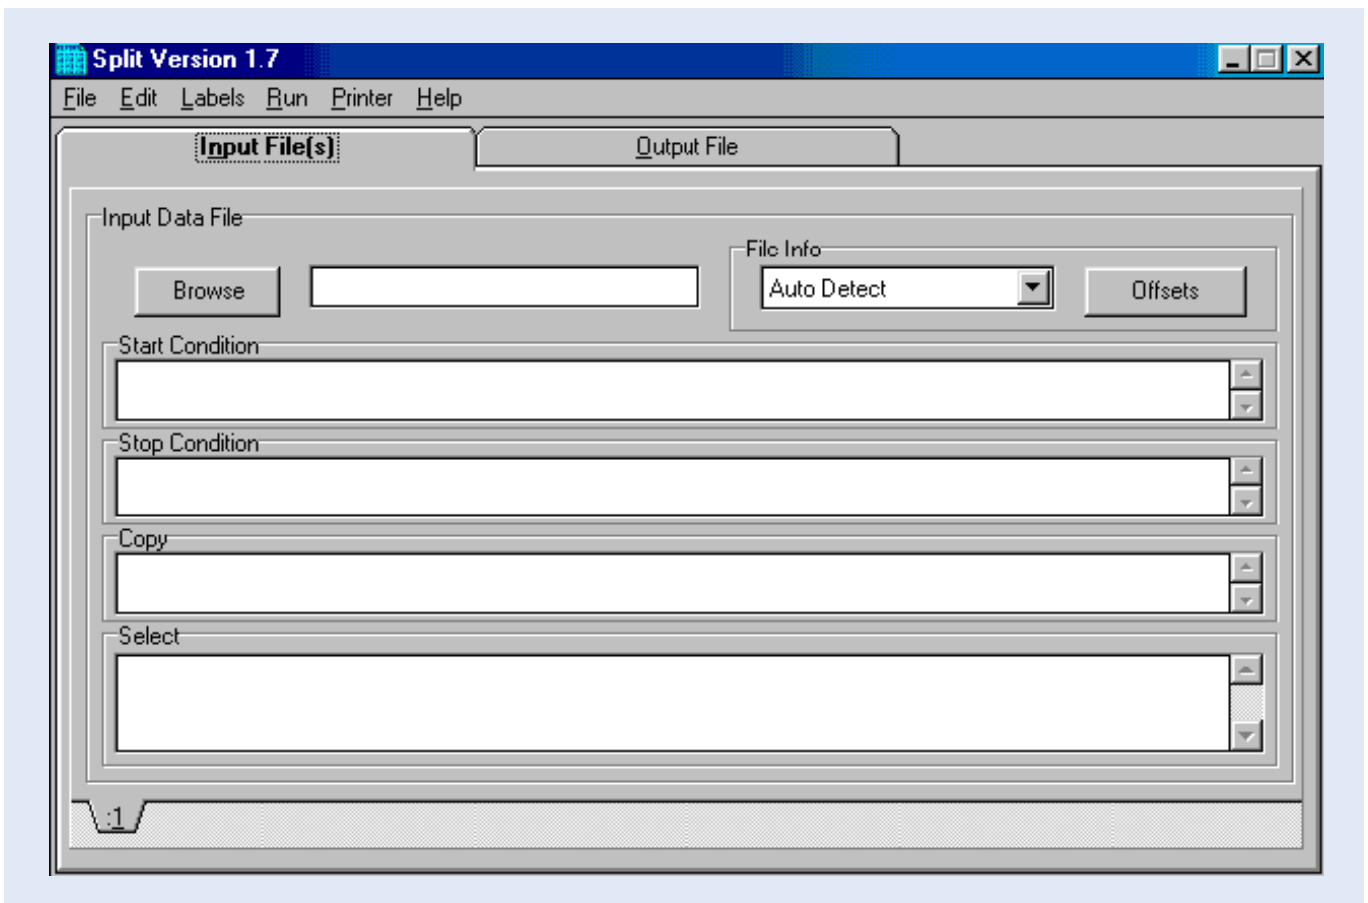 Split Version 1.7
File Edit Labels Run Printer Help
Input File(s) Output File
Input Data File
File Info
Browse Auto Detect Offsets
Start Condition
Stop Condition
Copy
Select
:1